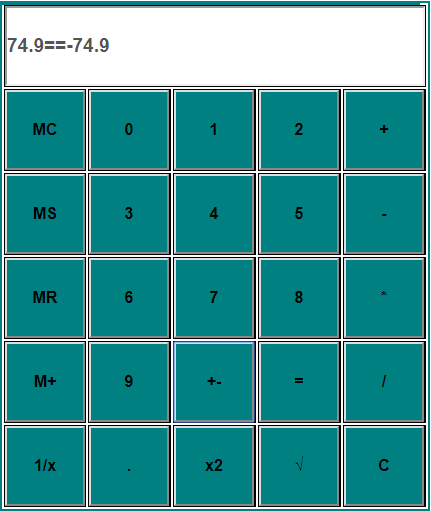 74.9==-74.9
MC 0 1 2 +
MS 3 4 5 -
MR 6 7 8 *
M+ 9 +- = /
1/x . x2 √ C